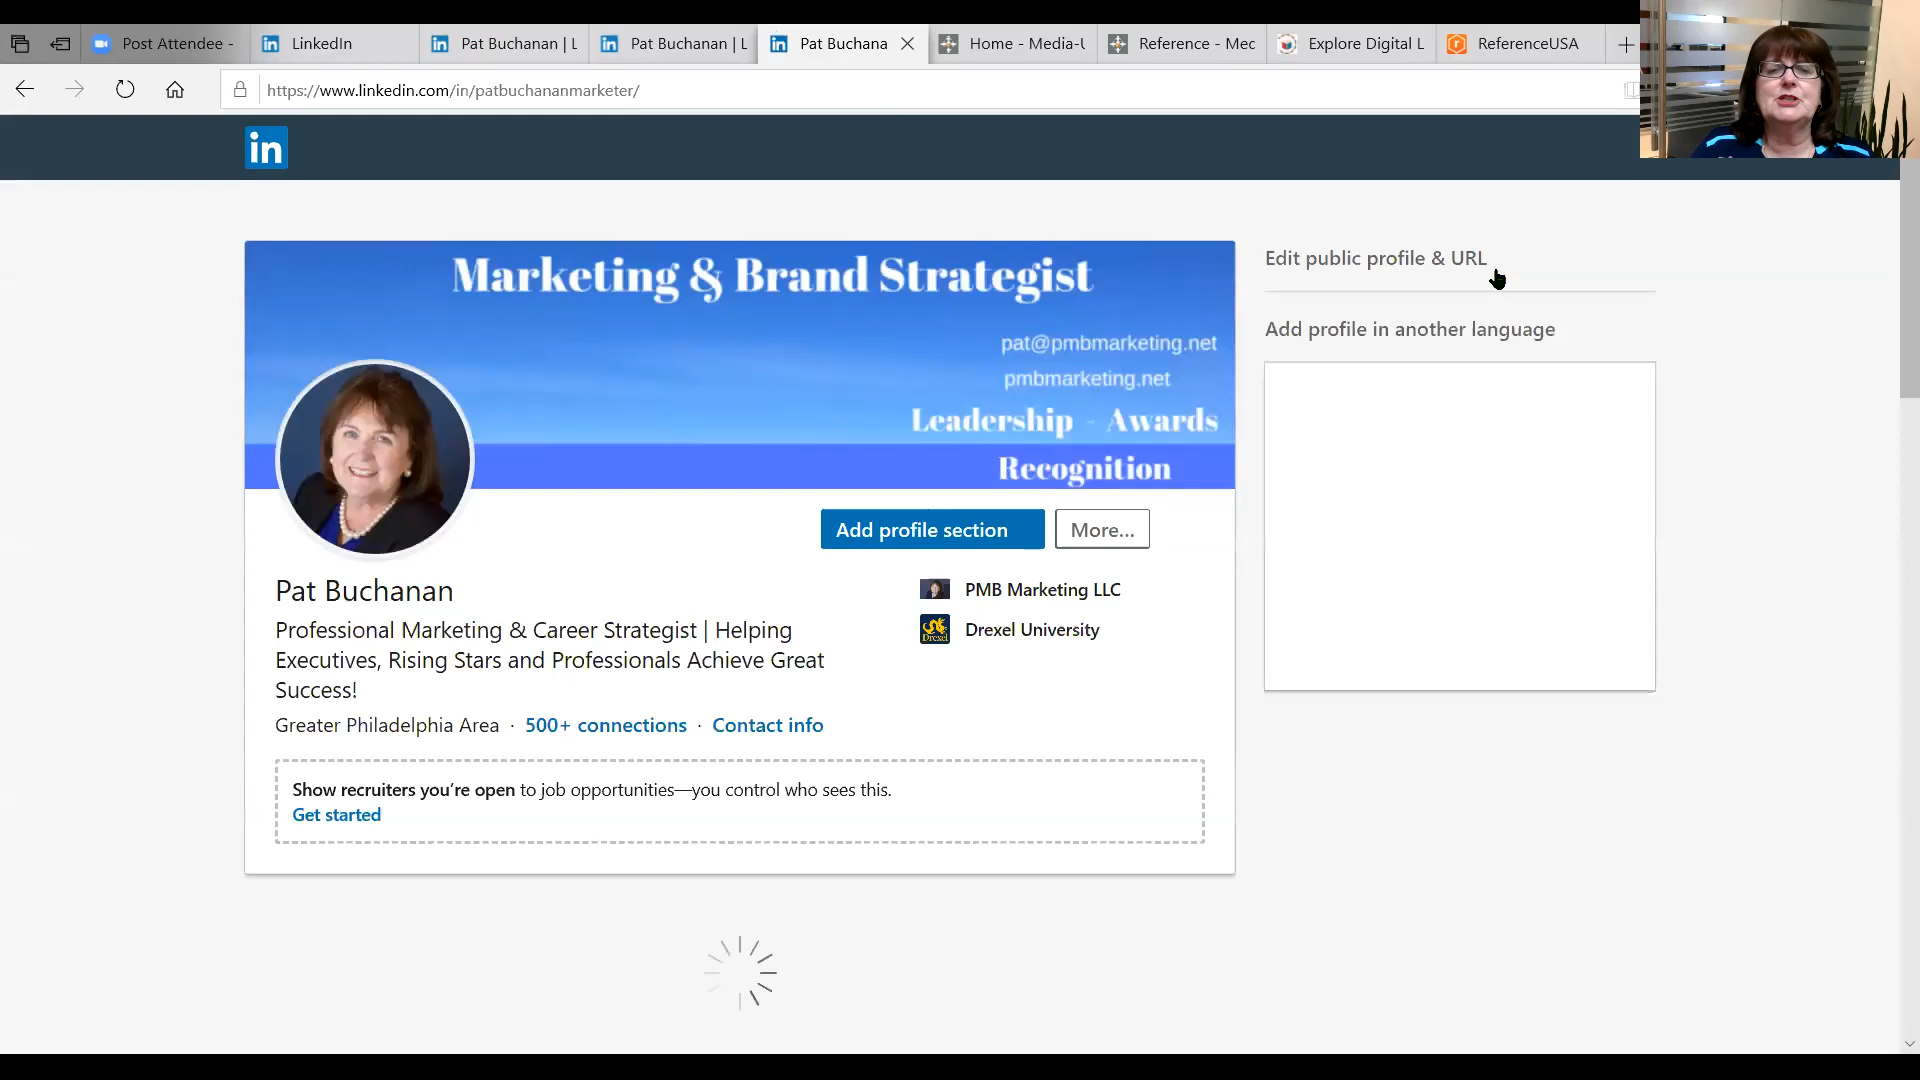 Post Attendee -
LinkedIn
Pat Buchanan | L
Pat Buchanan | L
Pat Buchana
Home - Media-U
Reference - Mec
Explore Digital L
ReferenceUSA
https://www.linkedin.com/in/patbuchananmarketer/
in
Marketing & Brand Strategist
pat@pmbmarketing.net
pmbmarketing.net
Leadership - Awards
Recognition
Edit public profile & URL
Add profile in another language
Add profile section
More...
Pat Buchanan
Professional Marketing & Career Strategist | Helping
Executives, Rising Stars and Professionals Achieve Great
Success!
Greater Philadelphia Area · 500+ connections · Contact info
PMB Marketing LLC
Drexel
Drexel University
Show recruiters you're open to job opportunities—you control who sees this.
Get started